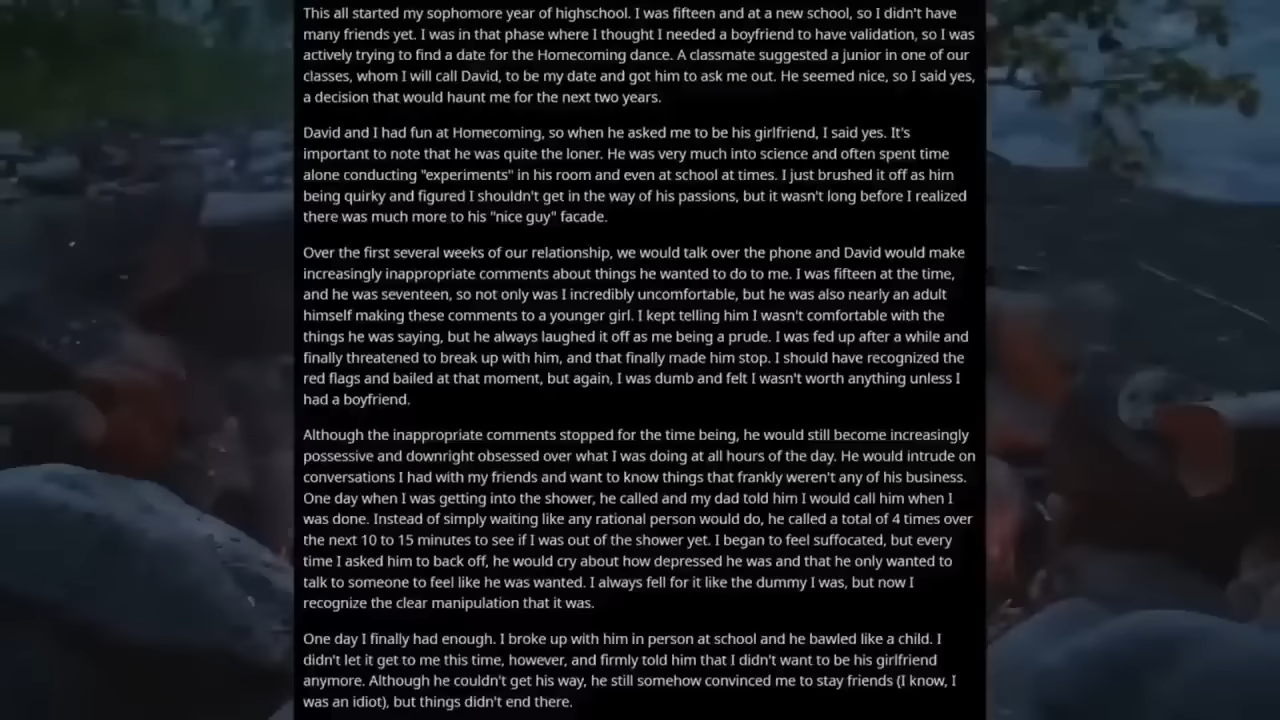 This all started my sophomore year of highschool. I was fifteen and at a new school, so I didn't have
many friends yet. I was in that phase where I thought I needed a boyfriend to have validation, so I was
actively trying to find a date for the Homecoming dance. A classmate suggested a junior in one of our
classes, whom I will call David, to be my date and got him to ask me out. He seemed nice, so I said yes,
a decision that would haunt me for the next two years.
David and I had fun at Homecoming, so when he asked me to be his girlfriend, I said yes. It's
important to note that he was quite the loner. He was very much into science and often spent time
alone conducting "experiments" in his room and even at school at times. I just brushed it off as him
being quirky and figured I shouldn't get in the way of his passions, but it wasn't long before I realized
there was much more to his "nice guy" facade.
Over the first several weeks of our relationship, we would talk over the phone and David would make
increasingly inappropriate comments about things he wanted to do to me. I was fifteen at the time,
and he was seventeen, so not only was I incredibly uncomfortable, but he was also nearly an adult
himself making these comments to a younger girl. I kept telling him I wasn't comfortable with the
things he was saying, but he always laughed it off as me being a prude. I was fed up after a while and
finally threatened to break up with him, and that finally made him stop. I should have recognized the
red flags and bailed at that moment, but again, I was dumb and felt I wasn't worth anything unless I
had a boyfriend.
Although the inappropriate comments stopped for the time being, he would still become increasingly
possessive and downright obsessed over what I was doing at all hours of the day. He would intrude on
conversations I had with my friends and want to know things that frankly weren't any of his business.
One day when I was getting into the shower, he called and my dad told him I would call him when I
was done. Instead of simply waiting like any rational person would do, he called a total of 4 times over
the next 10 to 15 minutes to see if I was out of the shower yet. I began to feel suffocated, but every
time I asked him to back off, he would cry about how depressed he was and that he only wanted to
talk to someone to feel like he was wanted. I always fell for it like the dummy I was, but now I
recognize the clear manipulation that it was.
One day I finally had enough. I broke up with him in person at school and he bawled like a child. I
didn't let it get to me this time, however, and firmly told him that I didn't want to be his girlfriend
anymore. Although he couldn't get his way, he still somehow convinced me to stay friends (I know, I
was an idiot), but things didn't end there.